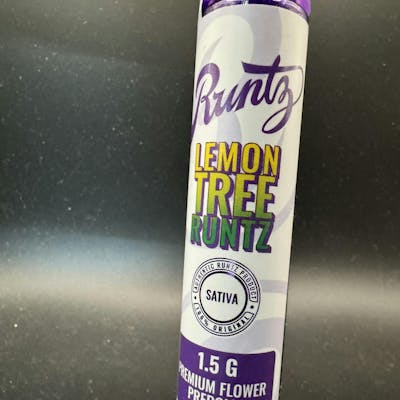 Runtz
LEMON
TREE
RUNTZ
AUTHENTIC RUNTZ PRODUCT
SATIVA
100% ORIGINAL
1.5 G
PREMIUM FLOWER